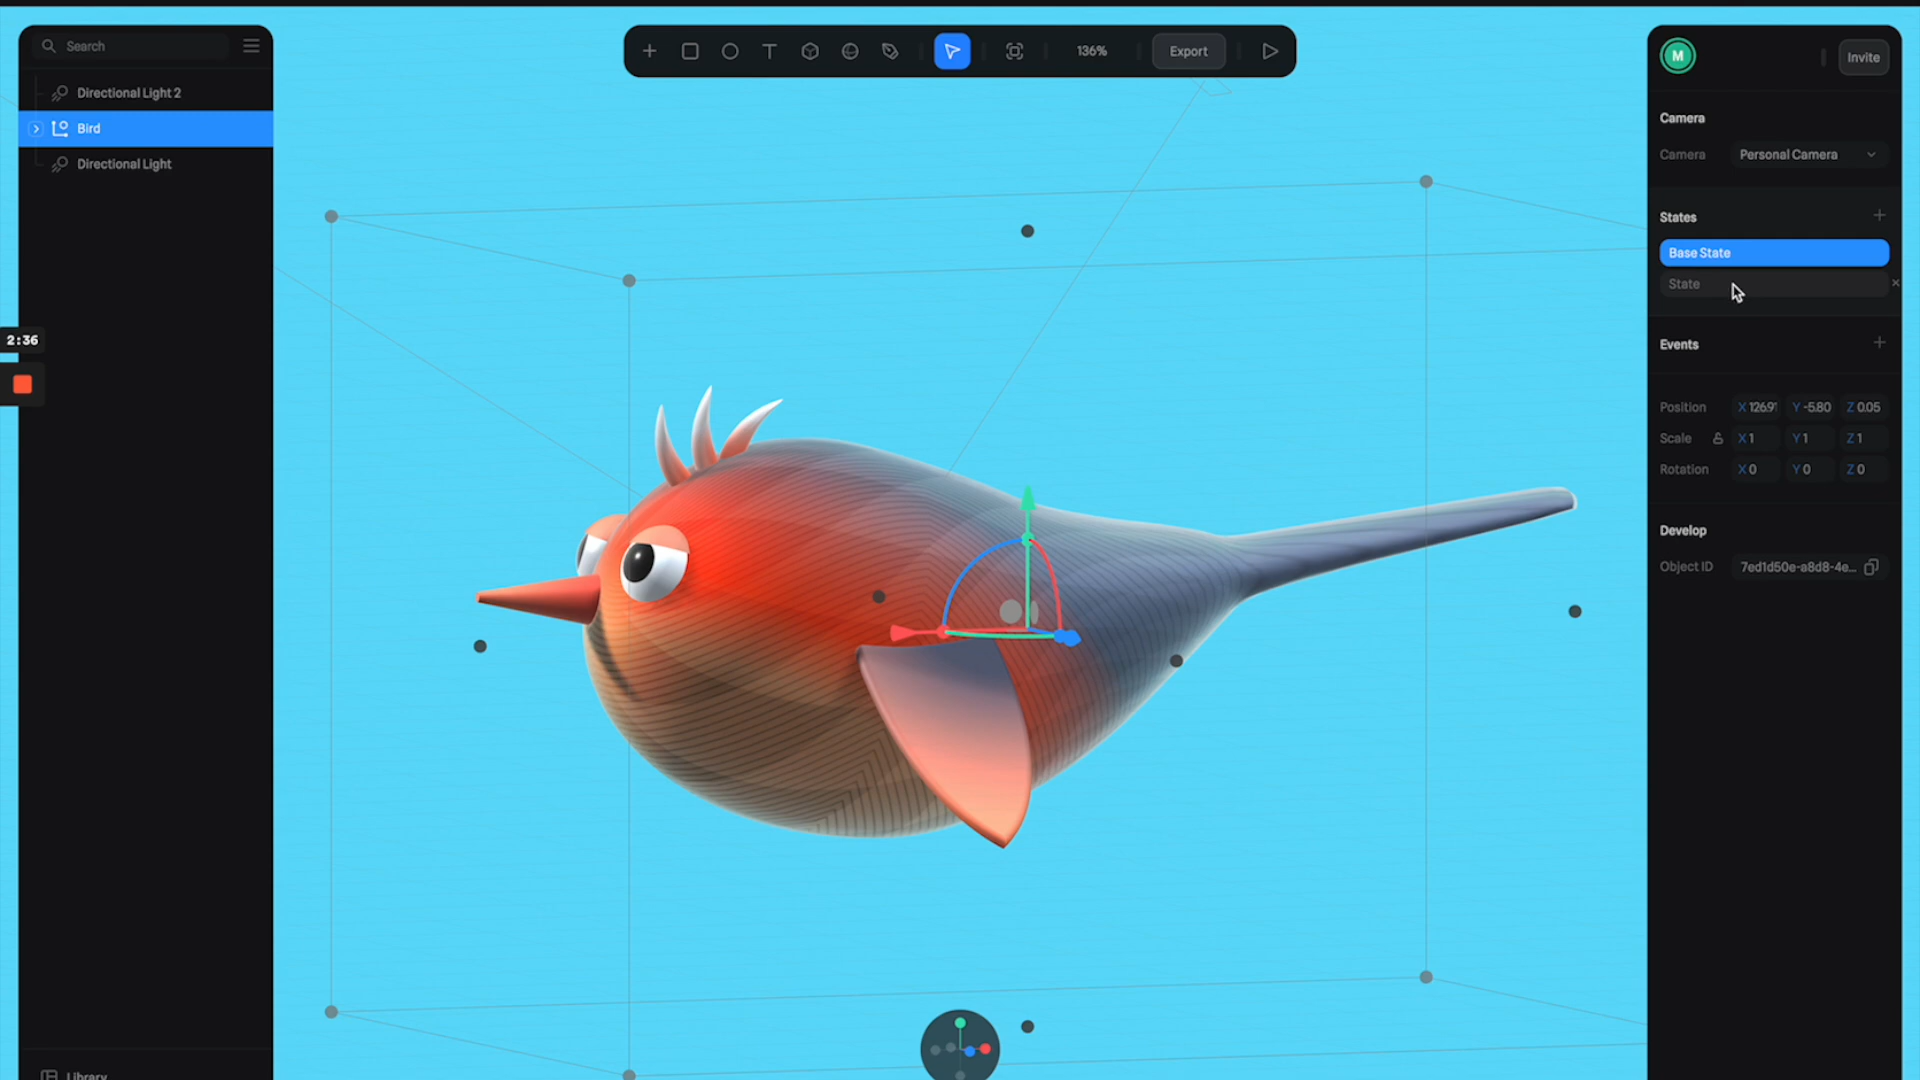 Search
Directional Light 2
Bird
Directional Light
2:36
Library
136%
Export
M
Invite
Camera
Camera
Personal Camera
States
Base State
State
Events
Position X 126.9 Y -5.80 Z 0.05
Scale X 1 Y 1 Z 1
Rotation X 0 Y 0 Z 0
Develop
Object ID 7ed1d50e-a8d8-4e...